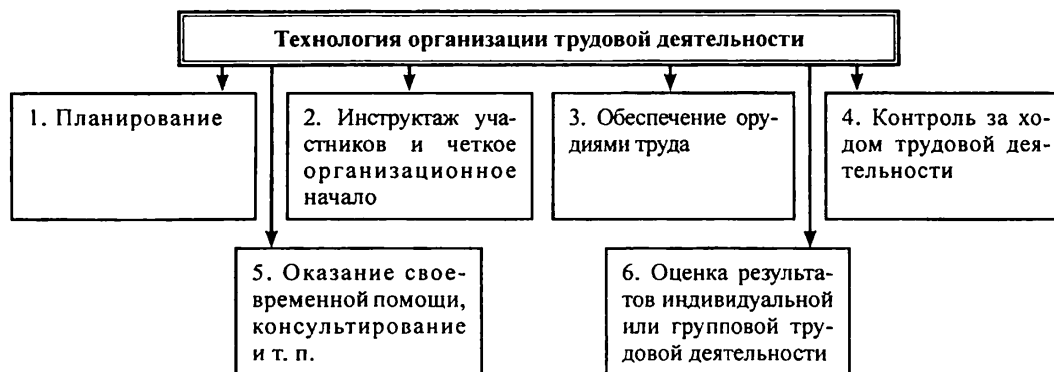 Технология организации трудовой деятельности
1. Планирование
2. Инструктаж уча-
стников и четкое
организационное
начало
3. Обеспечение ору-
диями труда
4. Контроль за хо-
дом трудовой дея-
тельности
5. Оказание свое-
временной помощи,
консультирование
и т. п.
6. Оценка результа-
тов индивидуальной
или групповой тру-
довой деятельности